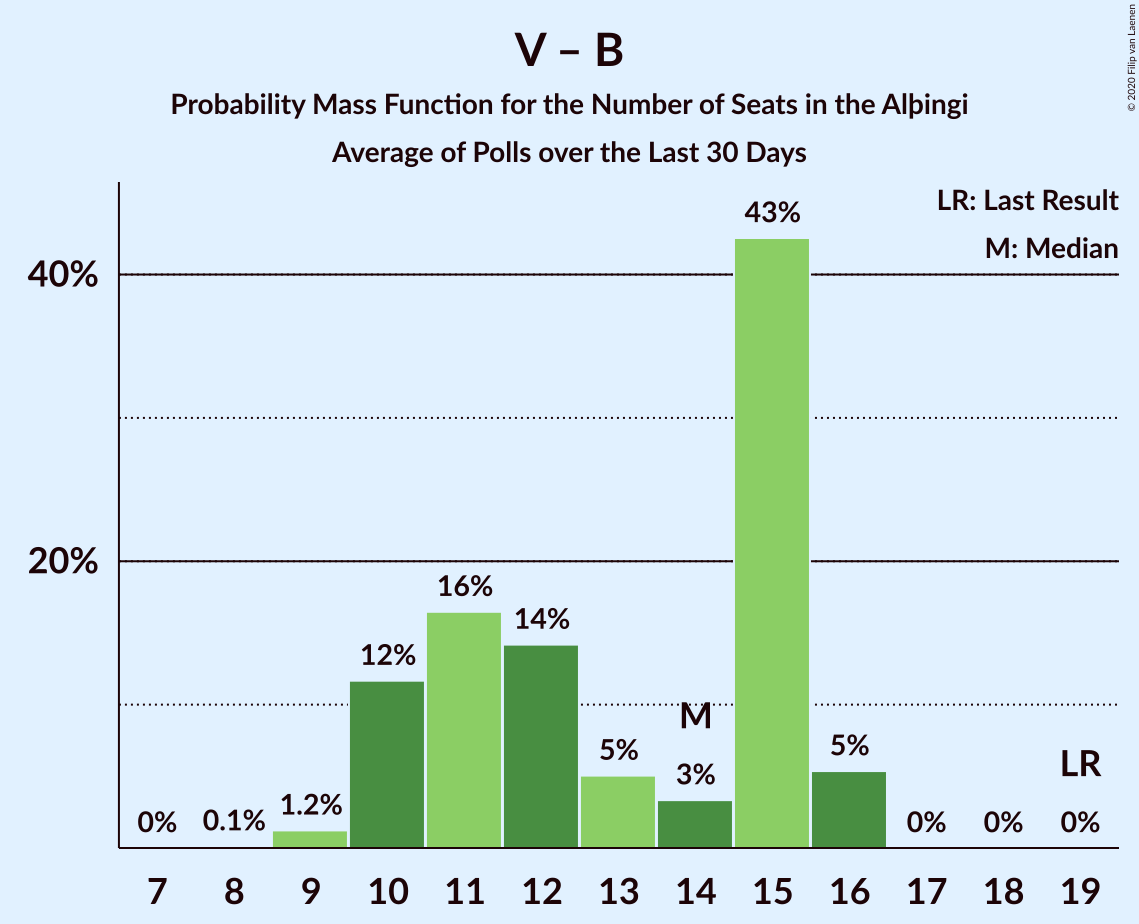 V – B
Probability Mass Function for the Number of Seats in the Alþingi
Average of Polls over the Last 30 Days
© 2020 Filip van Laenen
LR: Last Result
M: Median
40%
20%
0%
0.1%
1.2%
12%
16%
14%
5%
M
3%
43%
5%
0%
0%
LR
0%
7 8 9 10 11 12 13 14 15 16 17 18 19